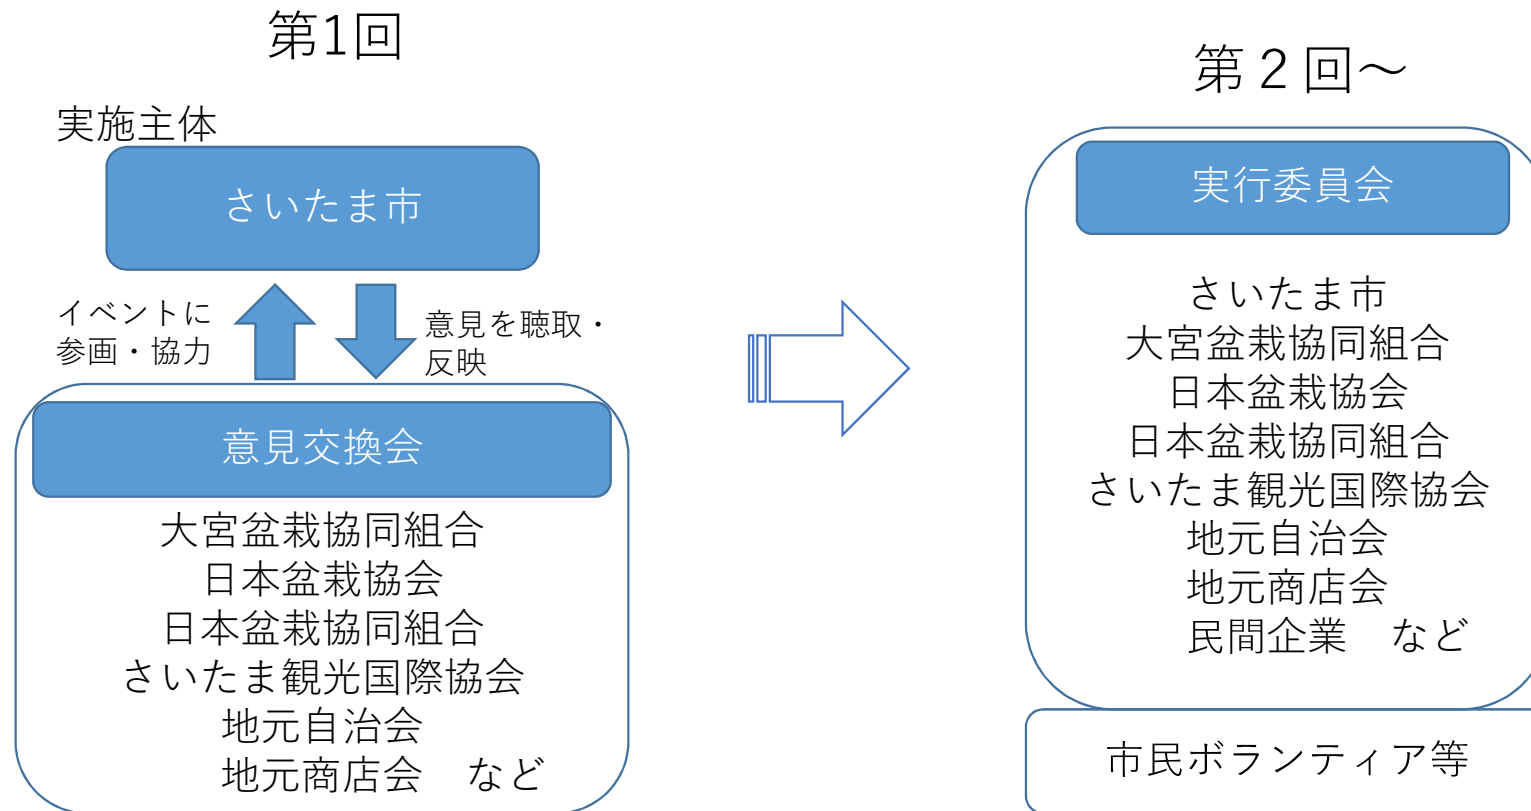 第1回
実施主体
さいたま市
イベントに
参画・協力
意見を聴取・
反映
意見交換会
大宮盆栽協同組合
日本盆栽協会
日本盆栽協同組合
さいたま観光国際協会
地元自治会
地元商店会　など
第２回～
実行委員会
さいたま市
大宮盆栽協同組合
日本盆栽協会
日本盆栽協同組合
さいたま観光国際協会
地元自治会
地元商店会
民間企業　など
市民ボランティア等